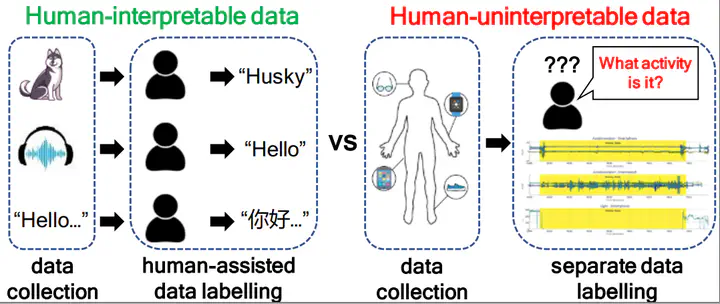 Human-interpretable data
Human-uninterpretable data
"Husky"
"Hello"
"Hello..."
"你好..."
VS
???
What activity
is it?
data
collection
human-assisted
data labelling
data
collection
separate data
labelling